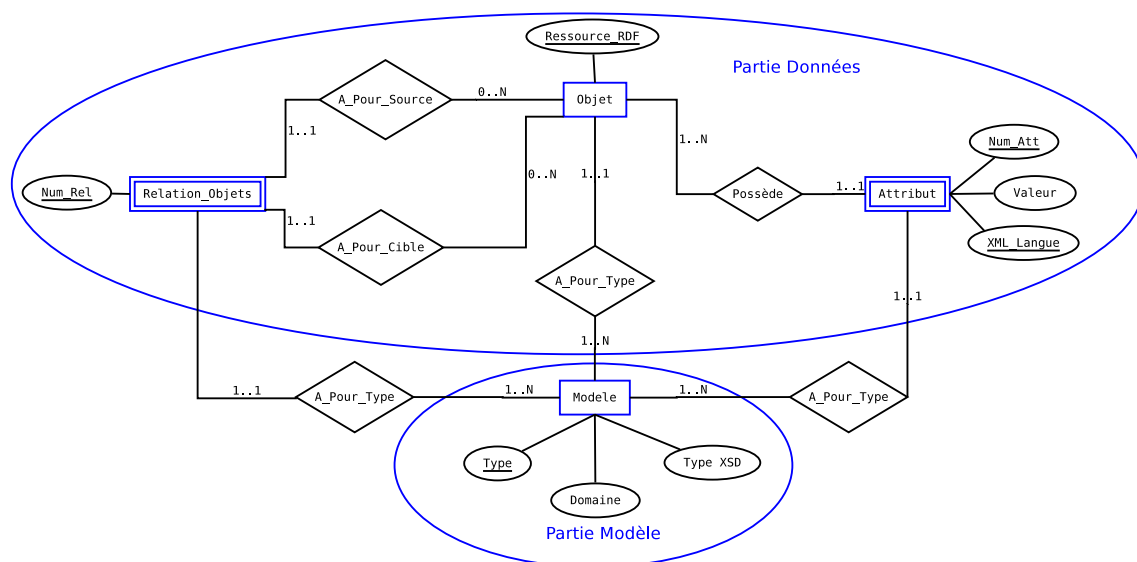 Ressource_RDF
Partie Données
A_Pour_Source
0..N
Objet
1..1
1..N
Num_Att
0..N
1..1
Num_Rel
Relation_Objets
Possède
1..1
Attribut
Valeur
1..1
A_Pour_Cible
XML_Langue
A_Pour_Type
1..1
1..N
1..1
A_Pour_Type
1..N
Modele
1..N
A_Pour_Type
Type
Type XSD
Domaine
Partie Modèle